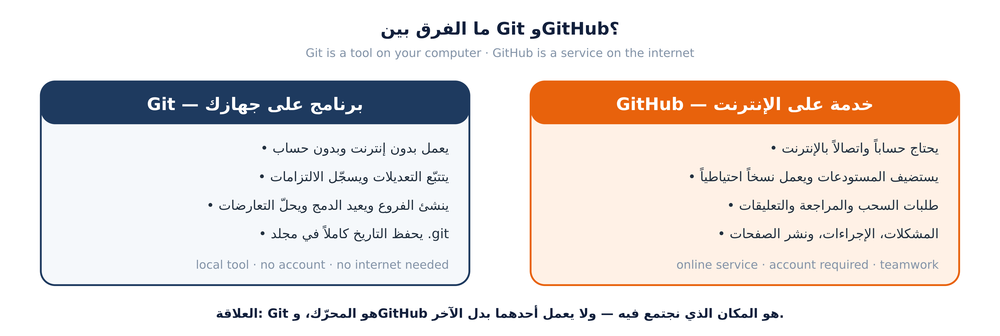 ما الفرق بين Git وGitHub؟
Git is a tool on your computer · GitHub is a service on the internet
Git — برنامج على جهازك
• يعمل بدون إنترنت وبدون حساب
• يتتبّع التعديلات ويسجّل الالتزامات
• ينشئ الفروع ويعيد الدمج ويحلّ التعارضات
• يحفظ التاريخ كاملاً في مجلد .git
local tool · no account · no internet needed
GitHub — خدمة على الإنترنت
• يحتاج حساباً واتصالاً بالإنترنت
• يستضيف المستودعات ويعمل نسخاً احتياطياً
• طلبات السحب والمراجعة والتعليقات
• المشكلات، الإجراءات، ونشر الصفحات
online service · account required · teamwork
العلاقة: Git هو المحرّك، وGitHub هو المكان الذي نجتمع فيه — ولا يعمل أحدهما بدل الآخر.